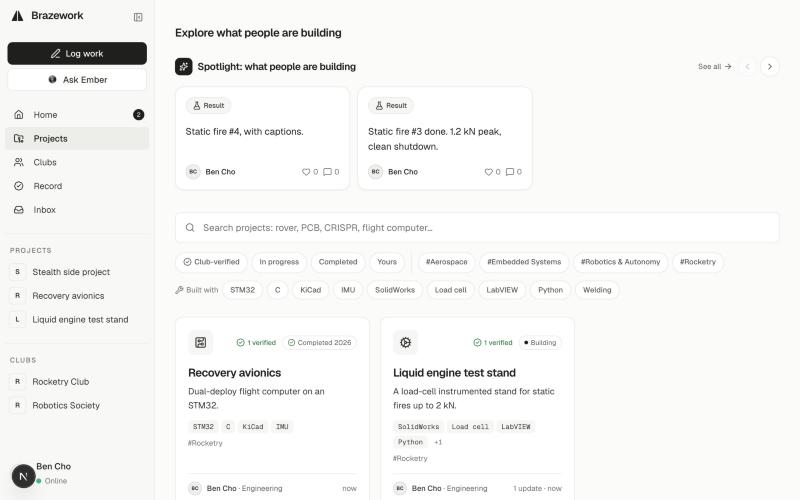 Brazework
Log work
Ask Ember
Home
2
Projects
Clubs
Record
Inbox
PROJECTS
S Stealth side project
R Recovery avionics
L Liquid engine test stand
CLUBS
R Rocketry Club
R Robotics Society
N
Ben Cho
Online
Explore what people are building
Spotlight: what people are building
See all →
Result
Static fire #4, with captions.
BC Ben Cho
0 0
Result
Static fire #3 done. 1.2 kN peak,
clean shutdown.
BC Ben Cho
0 0
Search projects: rover, PCB, CRISPR, flight computer...
Club-verified In progress Completed Yours #Aerospace #Embedded Systems #Robotics & Autonomy #Rocketry
Built with STM32 C KiCad IMU SolidWorks Load cell LabVIEW Python Welding
1 verified Completed 2026
Recovery avionics
Dual-deploy flight computer on an
STM32.
STM32 C KiCad IMU
#Rocketry
BC Ben Cho · Engineering now
1 verified Building
Liquid engine test stand
A load-cell instrumented stand for static
fires up to 2 kN.
SolidWorks Load cell LabVIEW
Python +1
#Rocketry
BC Ben Cho · Engineering 1 update · now